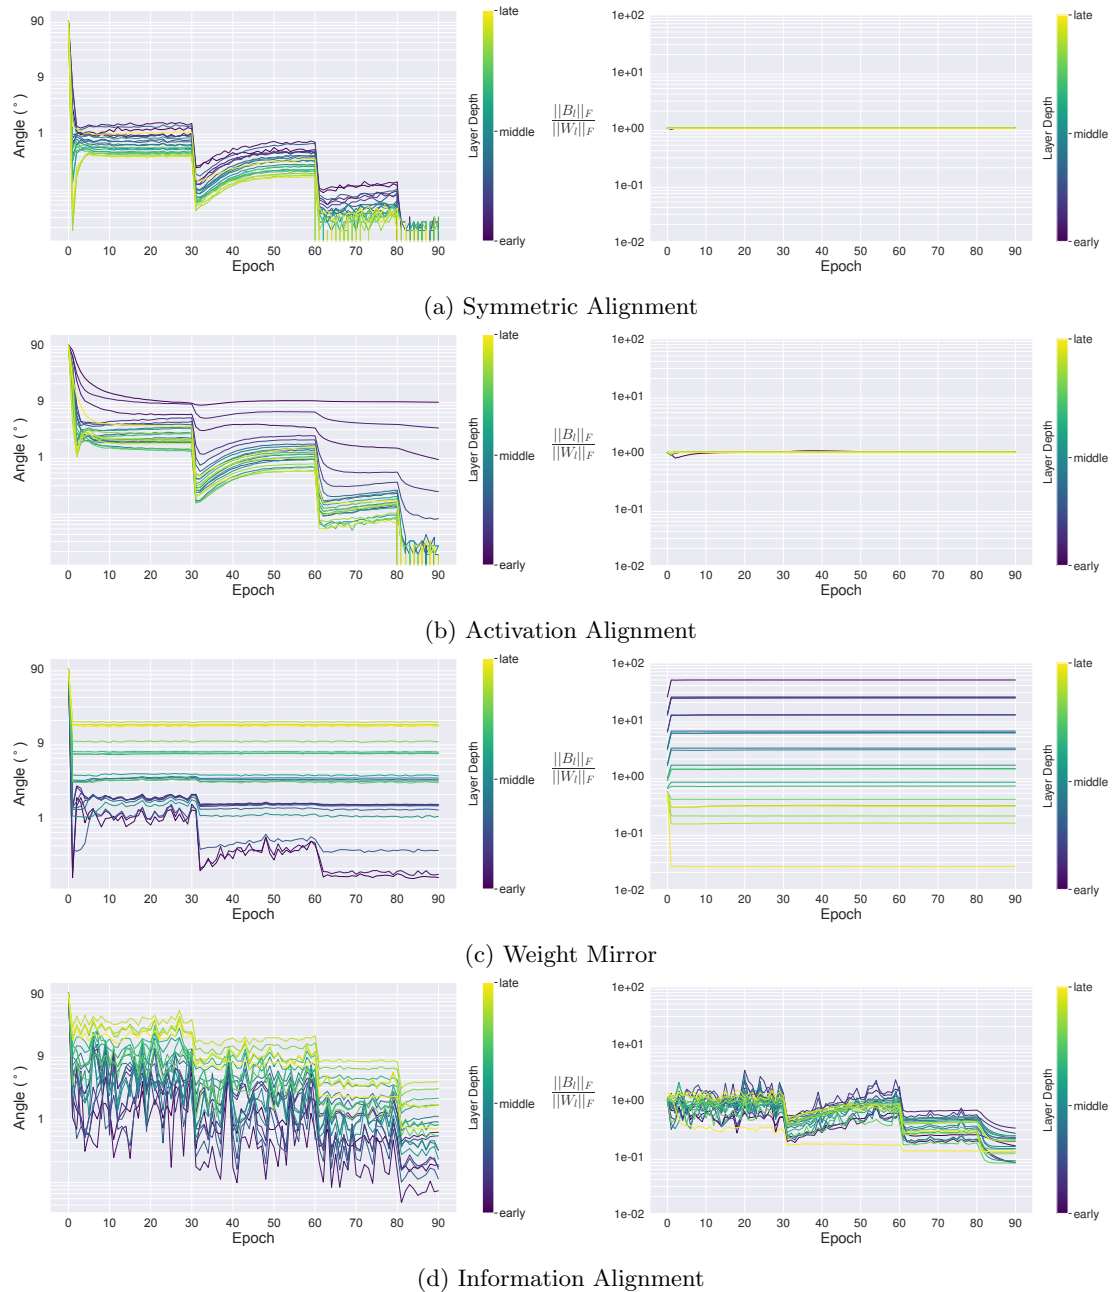 90
9
1
Angle (°)
0 10 20 30 40 50 60 70 80 90
Epoch
late
middle
early
Layer Depth
||B_l||_F
||W_l||_F
1e+02
1e+01
1e+00
1e-01
1e-02
0 10 20 30 40 50 60 70 80 90
Epoch
late
middle
early
Layer Depth
(a) Symmetric Alignment
90
9
1
Angle (°)
0 10 20 30 40 50 60 70 80 90
Epoch
late
middle
early
Layer Depth
||B_l||_F
||W_l||_F
1e+02
1e+01
1e+00
1e-01
1e-02
0 10 20 30 40 50 60 70 80 90
Epoch
late
middle
early
Layer Depth
(b) Activation Alignment
90
9
1
Angle (°)
0 10 20 30 40 50 60 70 80 90
Epoch
late
middle
early
Layer Depth
||B_l||_F
||W_l||_F
1e+02
1e+01
1e+00
1e-01
1e-02
0 10 20 30 40 50 60 70 80 90
Epoch
late
middle
early
Layer Depth
(c) Weight Mirror
90
9
1
Angle (°)
0 10 20 30 40 50 60 70 80 90
Epoch
late
middle
early
Layer Depth
||B_l||_F
||W_l||_F
1e+02
1e+01
1e+00
1e-01
1e-02
0 10 20 30 40 50 60 70 80 90
Epoch
late
middle
early
Layer Depth
(d) Information Alignment